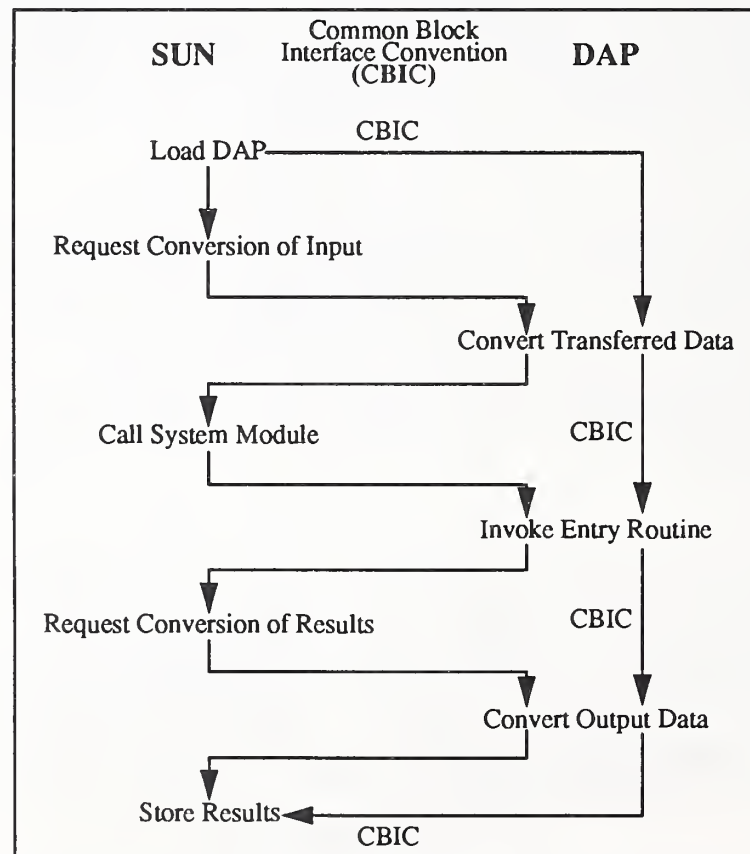 SUN
Common Block
Interface Convention
(CBIC)
DAP
CBIC
Load DAP
Request Conversion of Input
Convert Transferred Data
Call System Module
CBIC
Invoke Entry Routine
Request Conversion of Results
CBIC
Convert Output Data
Store Results
CBIC